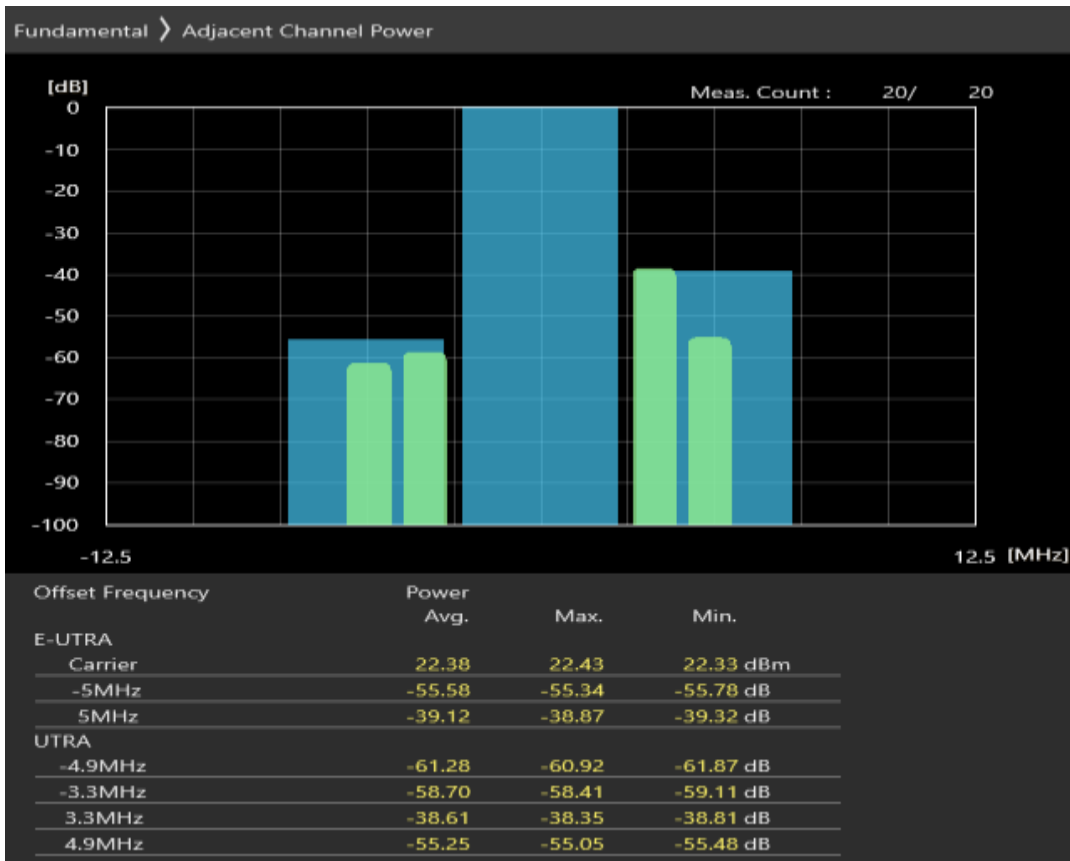 Fundamental 〉 Adjacent Channel Power
[dB]
Meas. Count : 20/ 20
0
-10
-20
-30
-40
-50
-60
-70
-80
-90
-100
-12.5 12.5 [MHz]
Offset Frequency Power
Avg. Max. Min.
E-UTRA
Carrier 22.38 22.43 22.33 dBm
-5MHz -55.58 -55.34 -55.78 dB
5MHz -39.12 -38.87 -39.32 dB
UTRA
-4.9MHz -61.28 -60.92 -61.87 dB
-3.3MHz -58.70 -58.41 -59.11 dB
3.3MHz -38.61 -38.35 -38.81 dB
4.9MHz -55.25 -55.05 -55.48 dB